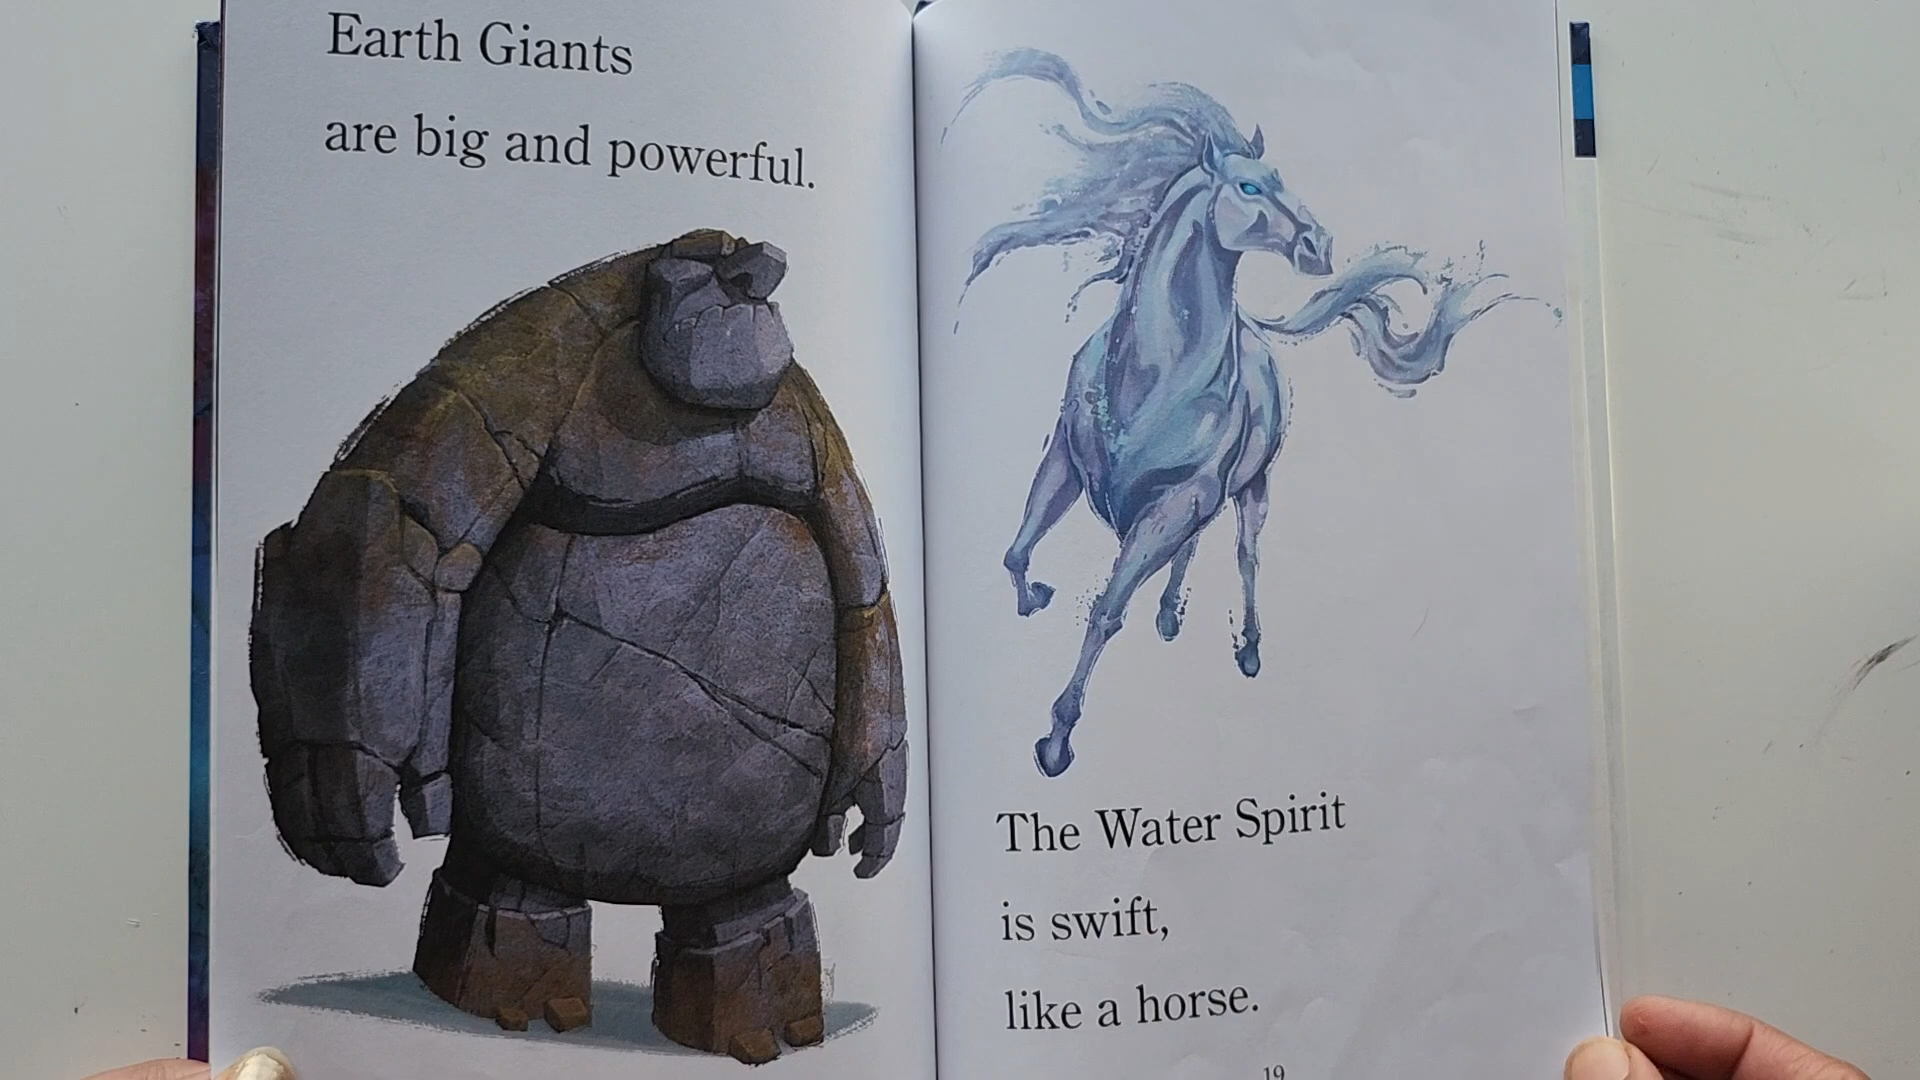 Earth Giants
are big and powerful.
The Water Spirit
is swift,
like a horse.
19